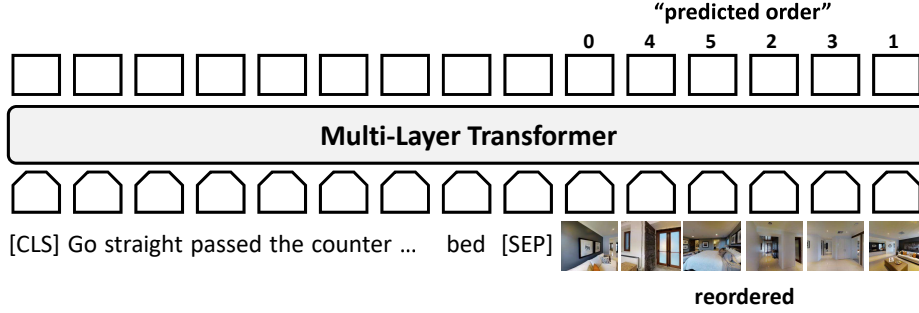 “predicted order”
0 4 5 2 3 1
Multi-Layer Transformer
[CLS] Go straight passed the counter ... bed [SEP]
reordered